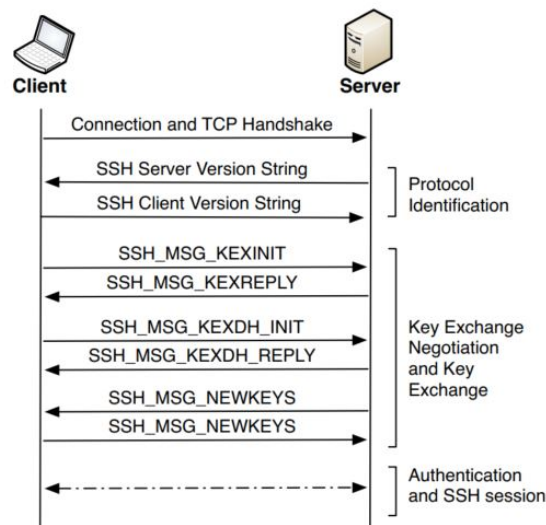 Client
Server
Connection and TCP Handshake
SSH Server Version String
SSH Client Version String
Protocol
Identification
SSH_MSG_KEXINIT
SSH_MSG_KEXREPLY
SSH_MSG_KEXDH_INIT
SSH_MSG_KEXDH_REPLY
SSH_MSG_NEWKEYS
SSH_MSG_NEWKEYS
Key Exchange
Negotiation
and Key
Exchange
Authentication
and SSH session